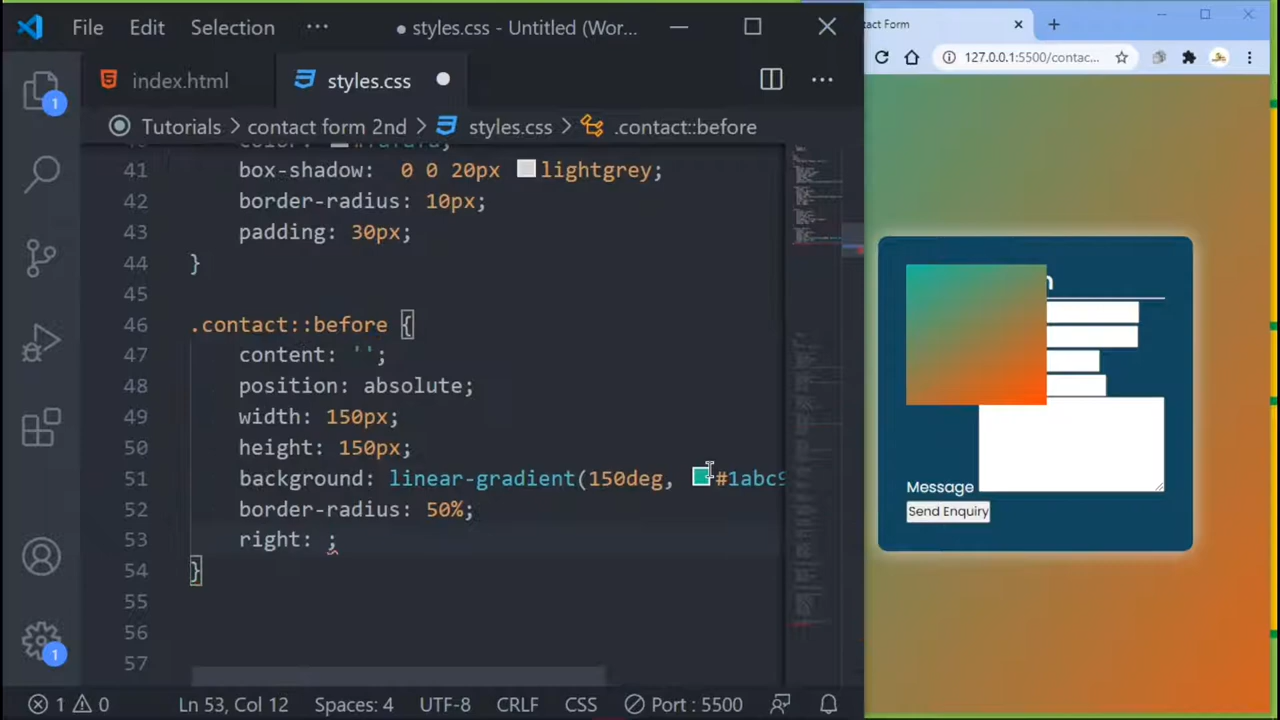 File Edit Selection ··· ● styles.css - Untitled (Wor...
index.html styles.css
Tutorials > contact form 2nd > styles.css > .contact::before
41 box-shadow: 0 0 20px lightgrey;
42 border-radius: 10px;
43 padding: 30px;
44 }
45
46 .contact::before {
47 content: '';
48 position: absolute;
49 width: 150px;
50 height: 150px;
51 background: linear-gradient(150deg, #1abc9
52 border-radius: 50%;
53 right: ;
54 }
55
56
57
1
1
1 0 Ln 53, Col 12 Spaces: 4 UTF-8 CRLF CSS Port : 5500
tact Form
127.0.0.1:5500/contac...
Message
Send Enquiry